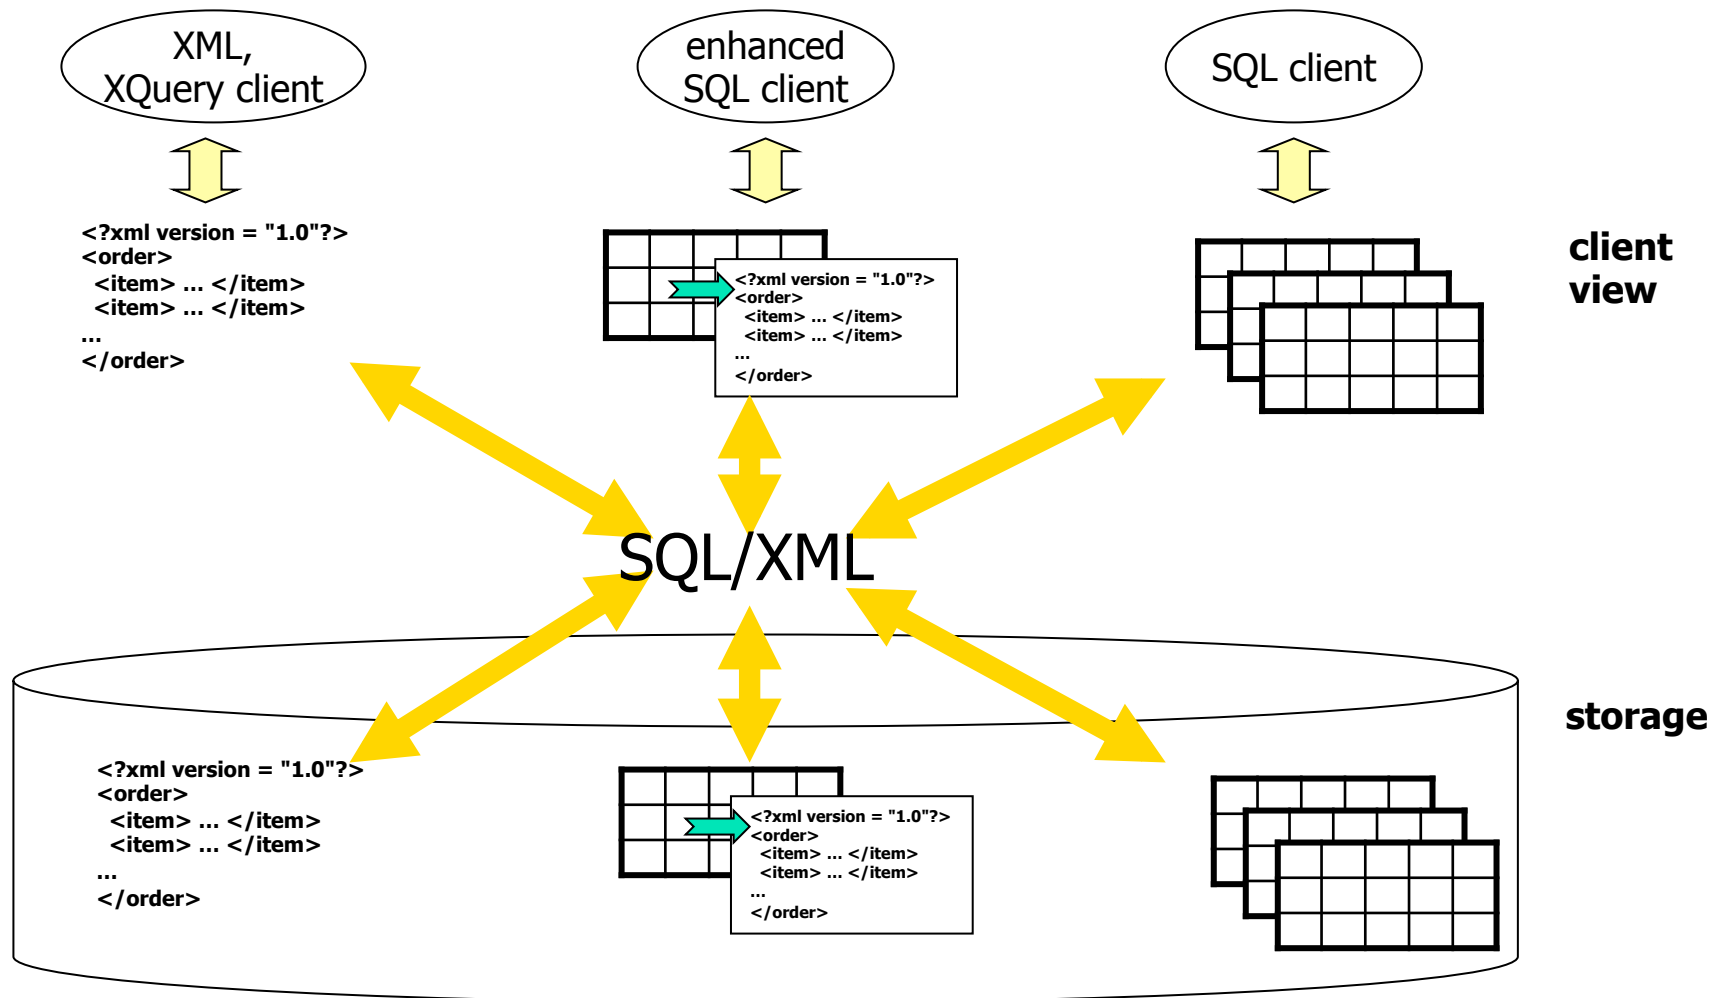 XML,
XQuery client
enhanced
SQL client
SQL client
<?xml version = "1.0"?>
<order>
<item> ... </item>
<item> ... </item>
...
</order>
<?xml version = "1.0"?>
<order>
<item> ... </item>
<item> ... </item>
...
</order>
client
view
SQL/XML
storage
<?xml version = "1.0"?>
<order>
<item> ... </item>
<item> ... </item>
...
</order>
<?xml version = "1.0"?>
<order>
<item> ... </item>
<item> ... </item>
...
</order>